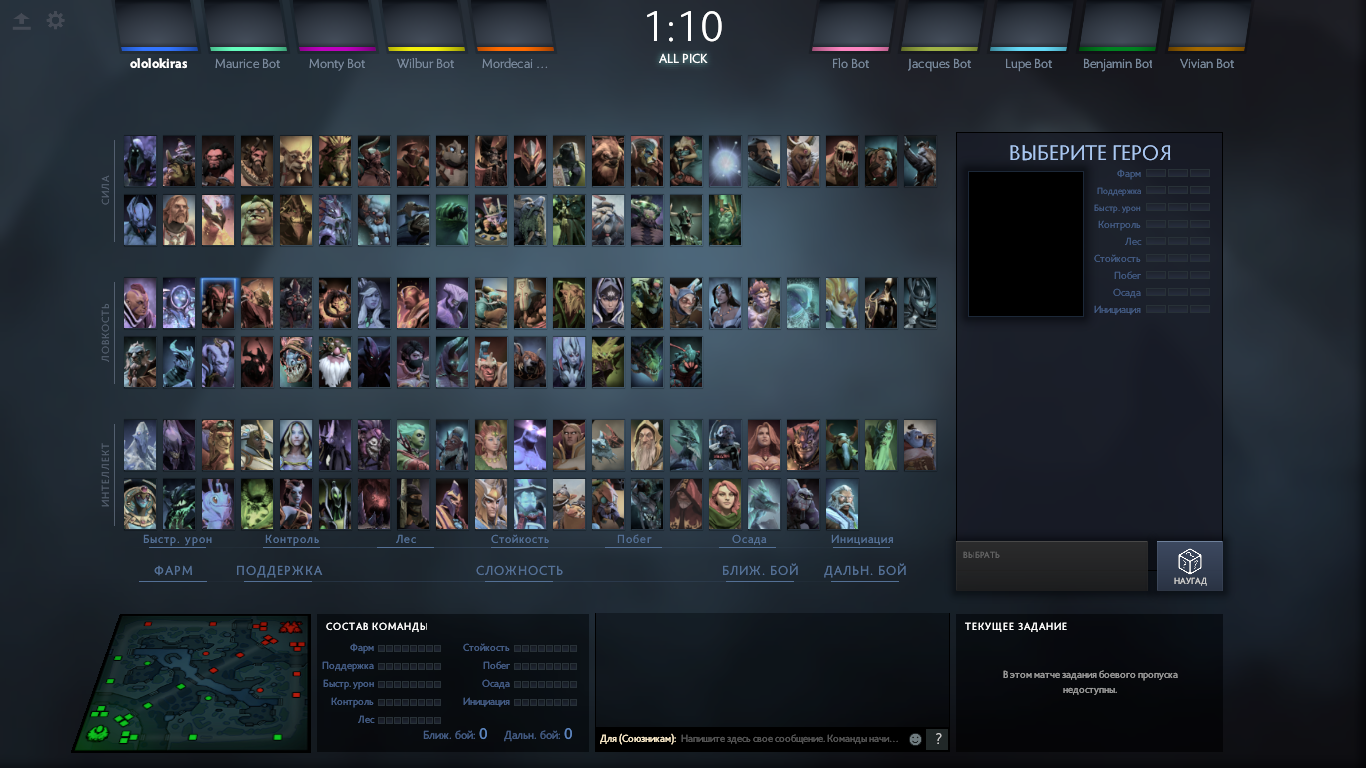 1:10
ALL PICK
ololokiras
Maurice Bot
Monty Bot
Wilbur Bot
Mordecai ...
Flo Bot
Jacques Bot
Lupe Bot
Benjamin Bot
Vivian Bot
СИЛА
ЛОВКОСТЬ
ИНТЕЛЛЕКТ
Быстр. урон
Контроль
Лес
Стойкость
Побег
Осада
Инициация
ФАРМ
ПОДДЕРЖКА
СЛОЖНОСТЬ
БЛИЖ. БОЙ
ДАЛЬН. БОЙ
ВЫБЕРИТЕ ГЕРОЯ
Фарм
Поддержка
Быстр. урон
Контроль
Лес
Стойкость
Побег
Осада
Инициация
ВЫБРАТЬ
НАУГАД
СОСТАВ КОМАНДЫ
Фарм
Поддержка
Быстр. урон
Контроль
Лес
Стойкость
Побег
Осада
Инициация
Ближ. бой: 0
Дальн. бой: 0
Для (Союзникам): Напишите здесь свое сообщение. Команды начи...
?
ТЕКУЩЕЕ ЗАДАНИЕ
В этом матче задания боевого пропуска
недоступны.